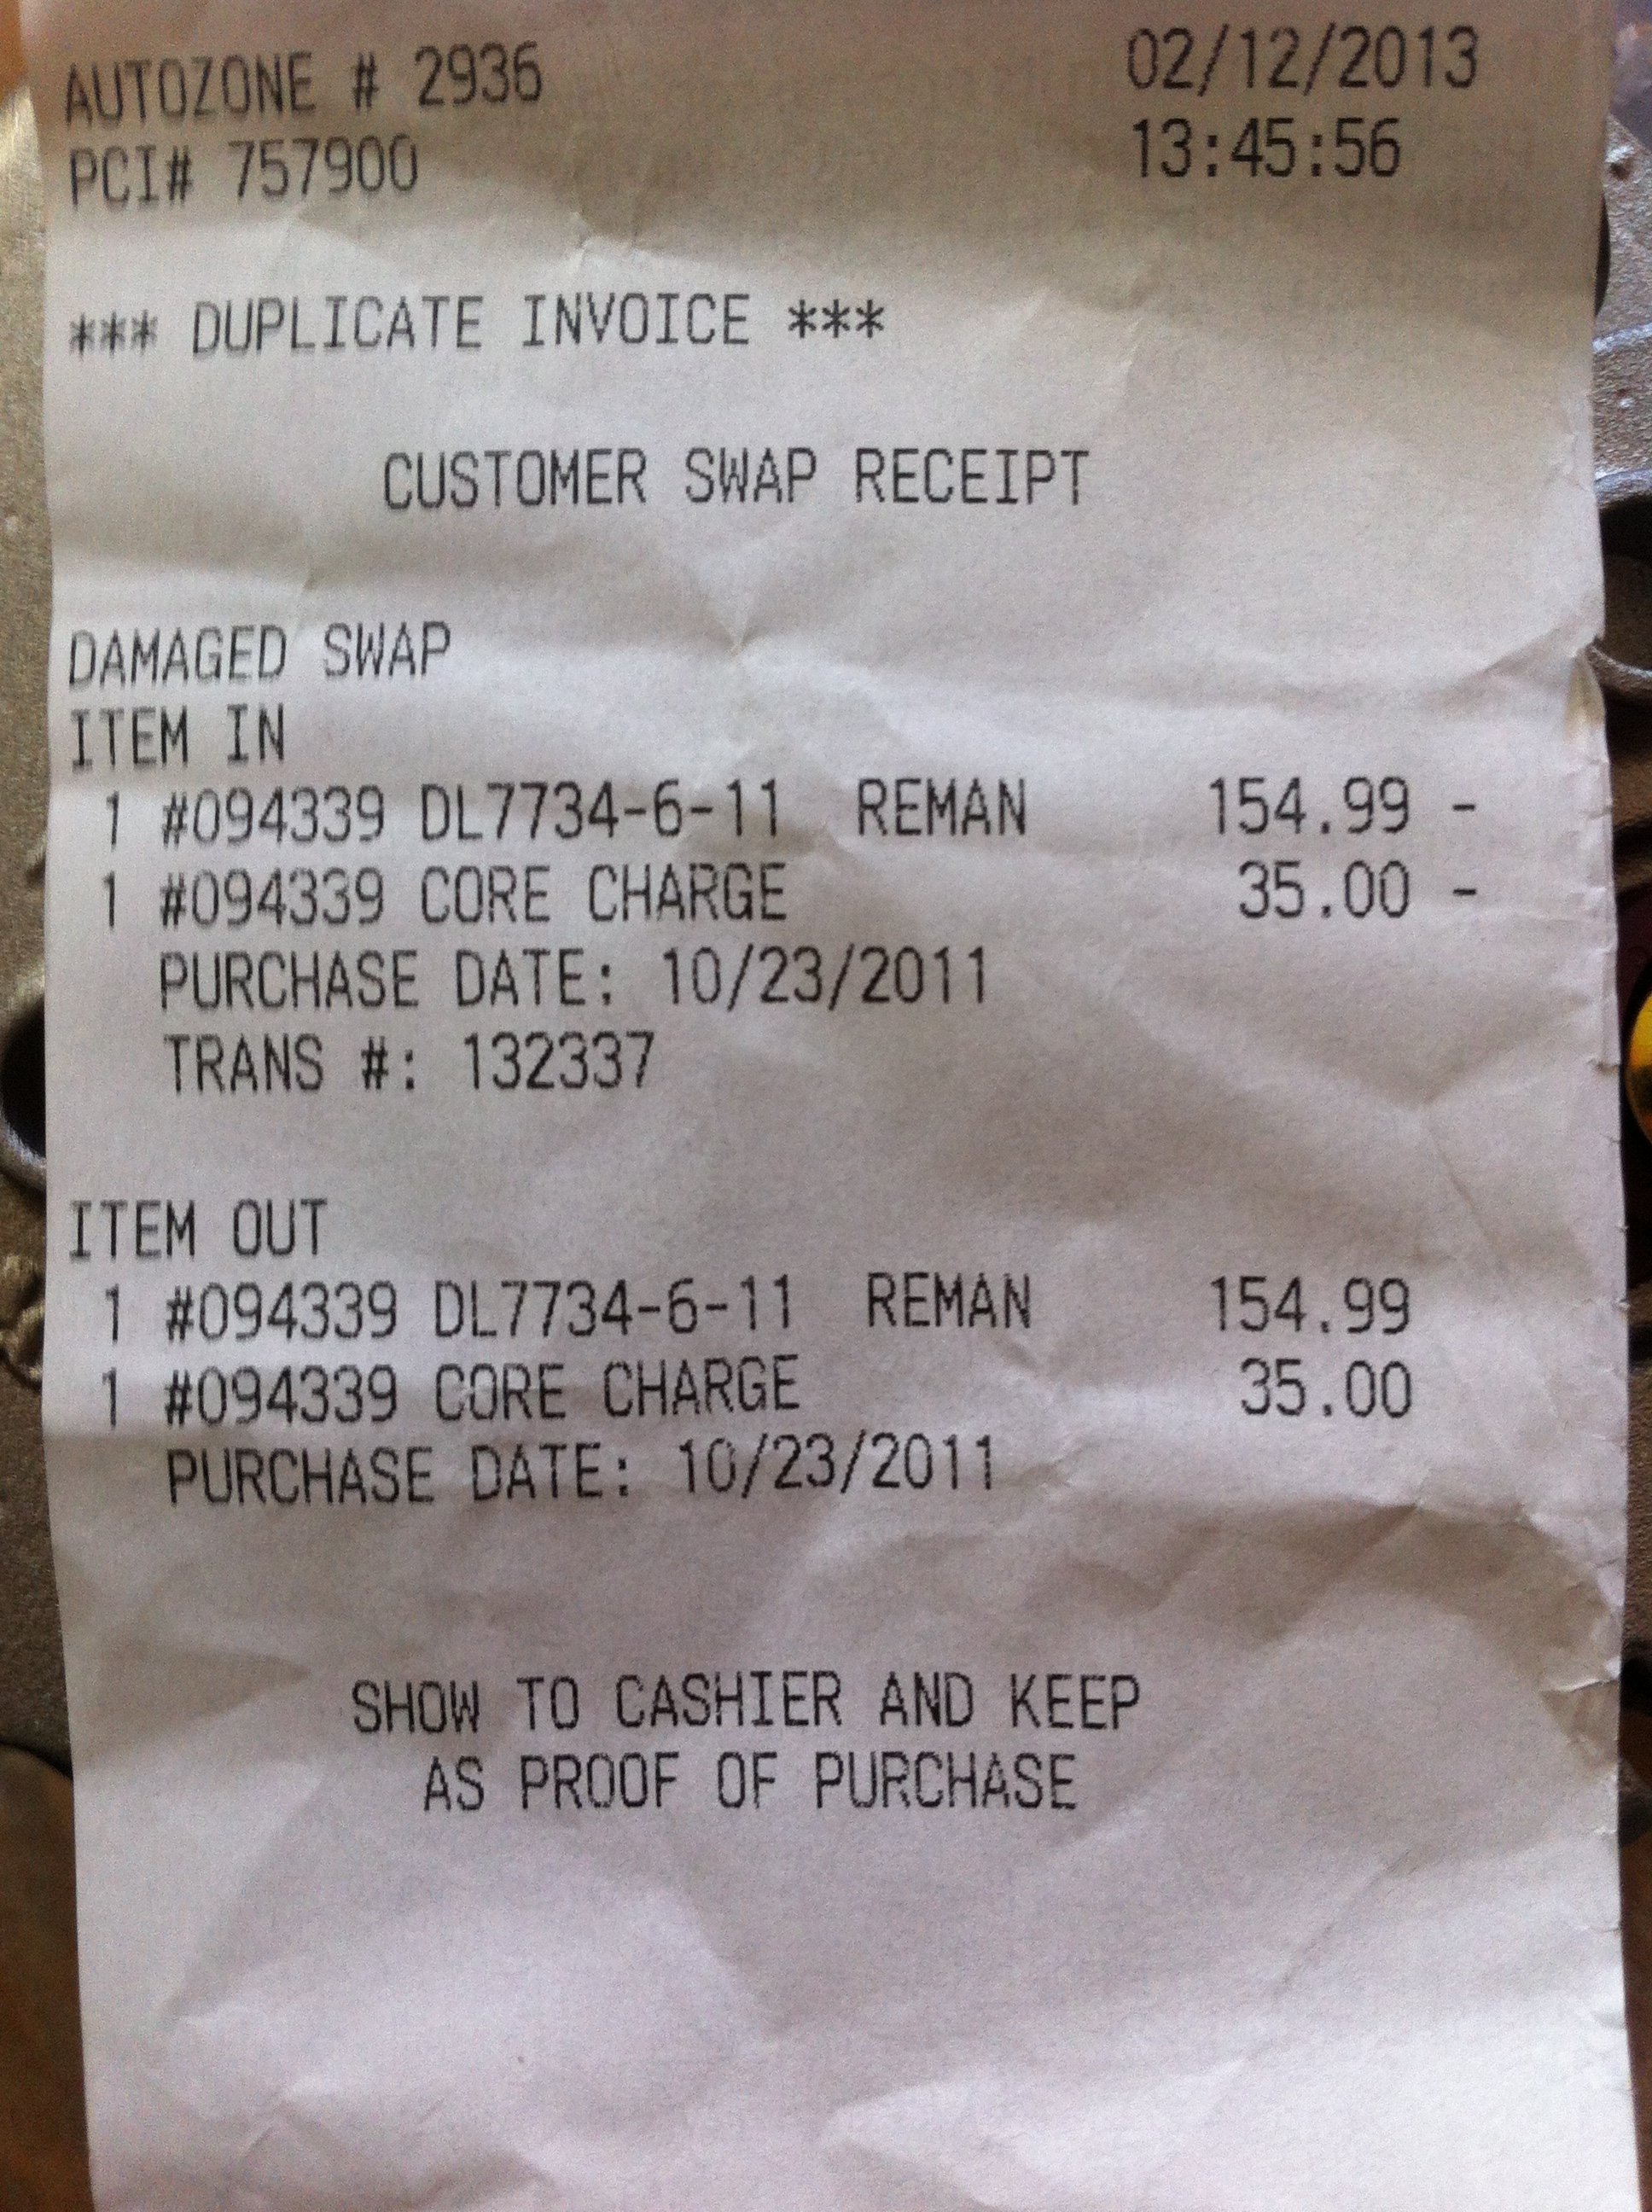 AUTOZONE # 2936 02/12/2013
PCI# 757900 13:45:56
*** DUPLICATE INVOICE ***
CUSTOMER SWAP RECEIPT
DAMAGED SWAP
ITEM IN
1 #094339 DL7734-6-11 REMAN 154.99 -
1 #094339 CORE CHARGE 35.00 -
PURCHASE DATE: 10/23/2011
TRANS #: 132337
ITEM OUT
1 #094339 DL7734-6-11 REMAN 154.99
1 #094339 CORE CHARGE 35.00
PURCHASE DATE: 10/23/2011
SHOW TO CASHIER AND KEEP
AS PROOF OF PURCHASE